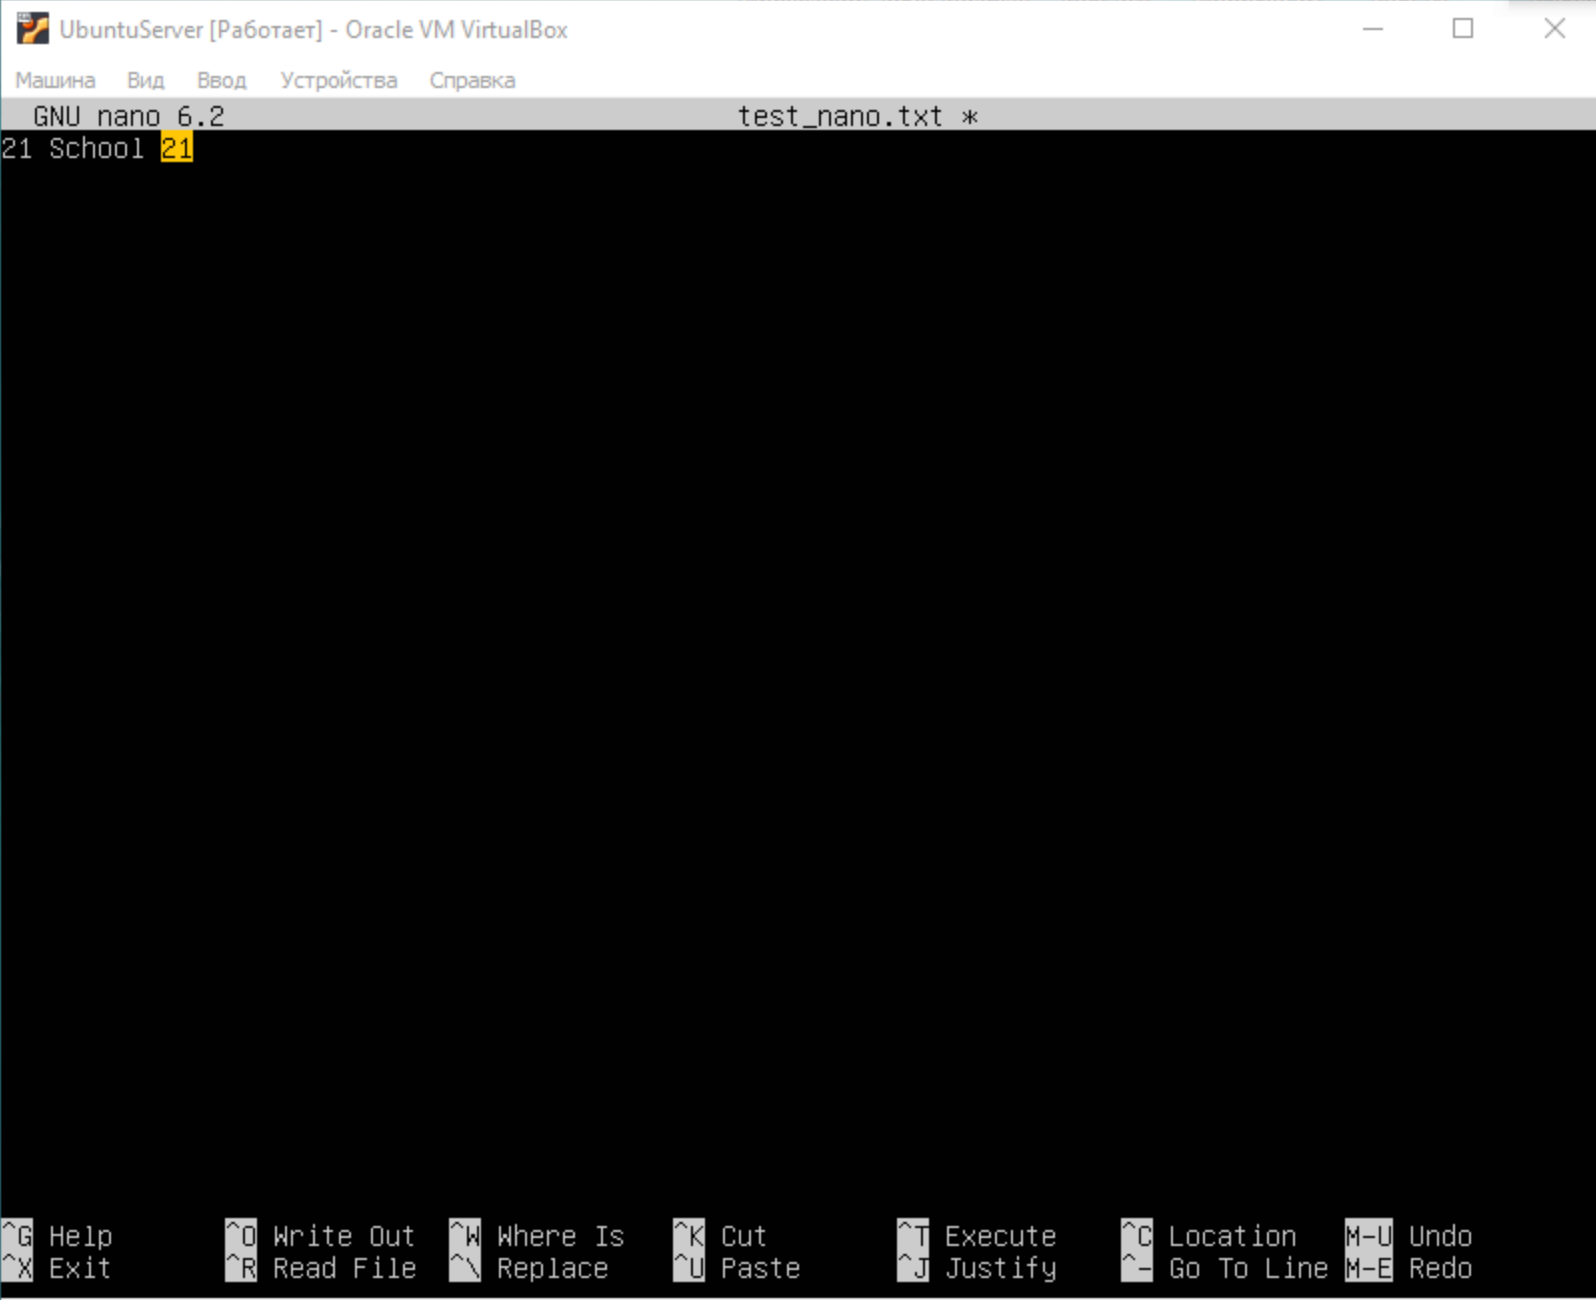 UbuntuServer [Работает] - Oracle VM VirtualBox
Машина Вид Ввод Устройства Справка
GNU nano 6.2 test_nano.txt *
21 School 21
^G Help ^O Write Out ^W Where Is ^K Cut ^T Execute ^C Location M-U Undo
^X Exit ^R Read File ^\ Replace ^U Paste ^J Justify ^- Go To Line M-E Redo